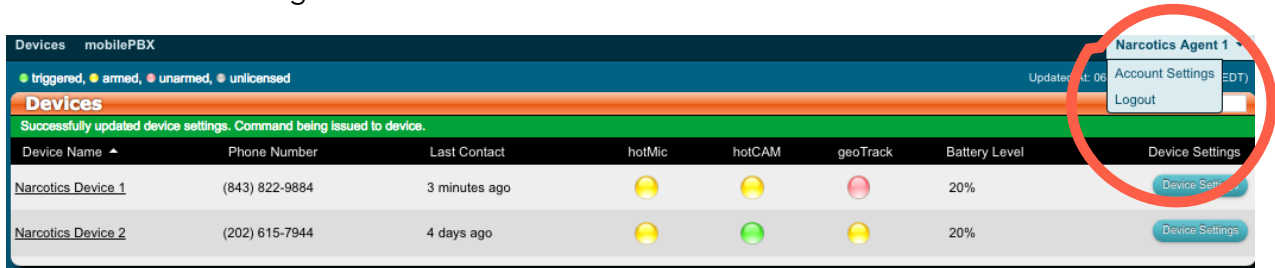 Devices mobilePBX Narcotics Agent 1
triggered, armed, unarmed, unlicensed Updated At: 06 EDT)
Account Settings
Logout
Devices
Successfully updated device settings. Command being issued to device.
Device Name Phone Number Last Contact hotMic hotCAM geoTrack Battery Level Device Settings
Narcotics Device 1 (843) 822-9884 3 minutes ago 20% Device Settings
Narcotics Device 2 (202) 615-7944 4 days ago 20% Device Settings